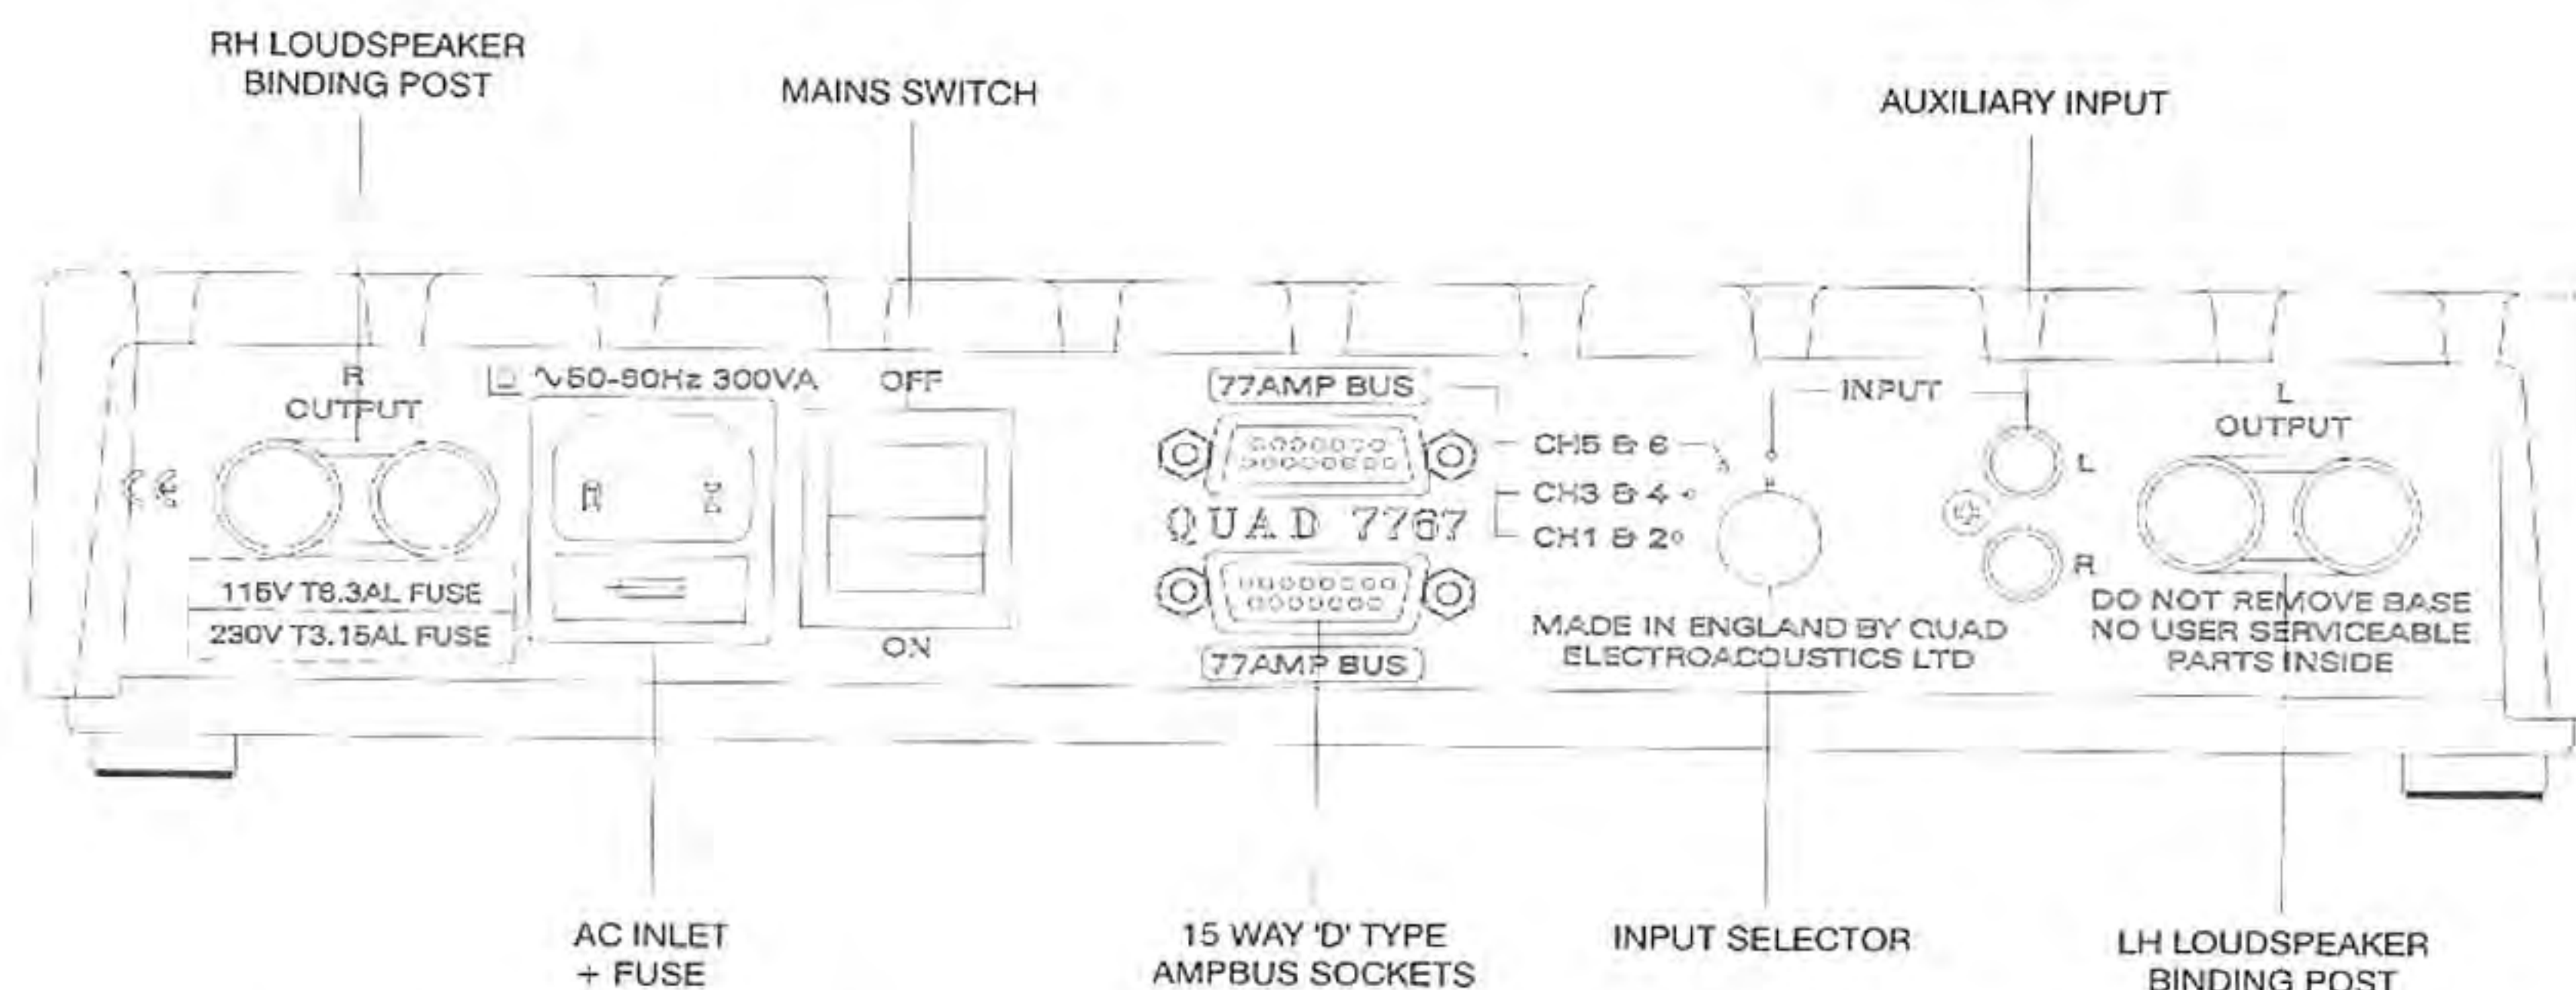 RH LOUDSPEAKER
BINDING POST
MAINS SWITCH
AUXILIARY INPUT
R
OUTPUT
50-60Hz 300VA
OFF
77AMP BUS
INPUT
L
OUTPUT
CH5 & 6
CH3 & 4
CH1 & 2
L
R
CE
QUAD 77
115V T6.3AL FUSE
230V T3.15AL FUSE
ON
77AMP BUS
MADE IN ENGLAND BY QUAD
ELECTROACOUSTICS LTD
DO NOT REMOVE BASE
NO USER SERVICEABLE
PARTS INSIDE
AC INLET
+ FUSE
15 WAY 'D' TYPE
AMPBUS SOCKETS
INPUT SELECTOR
LH LOUDSPEAKER
BINDING POST